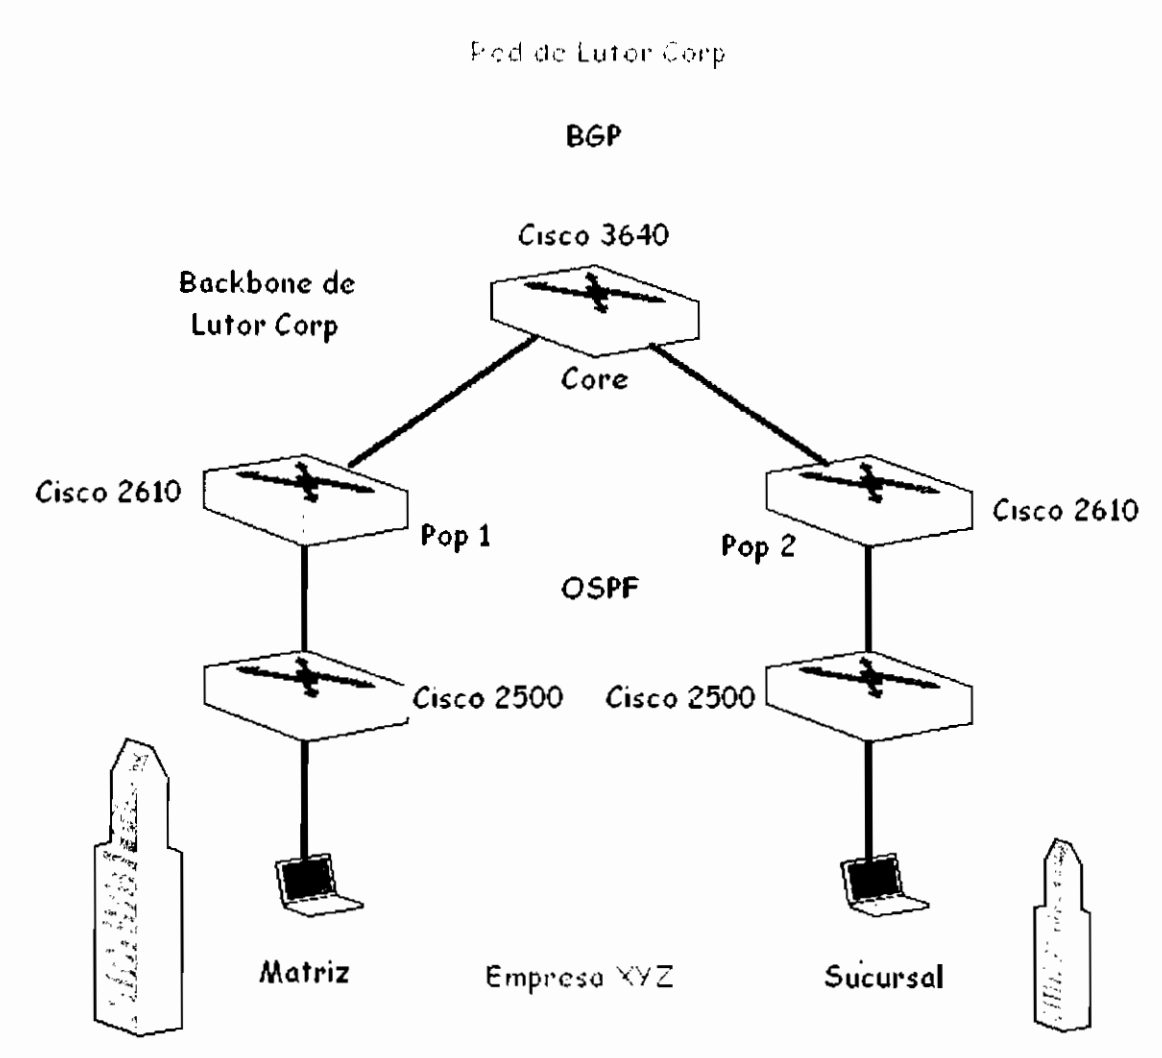 Red de Lutor Corp
BGP
Cisco 3640
Backbone de
Lutor Corp
Core
Cisco 2610
Pop 1
Pop 2
Cisco 2610
OSPF
Cisco 2500
Cisco 2500
Matriz
Empresa XYZ
Sucursal